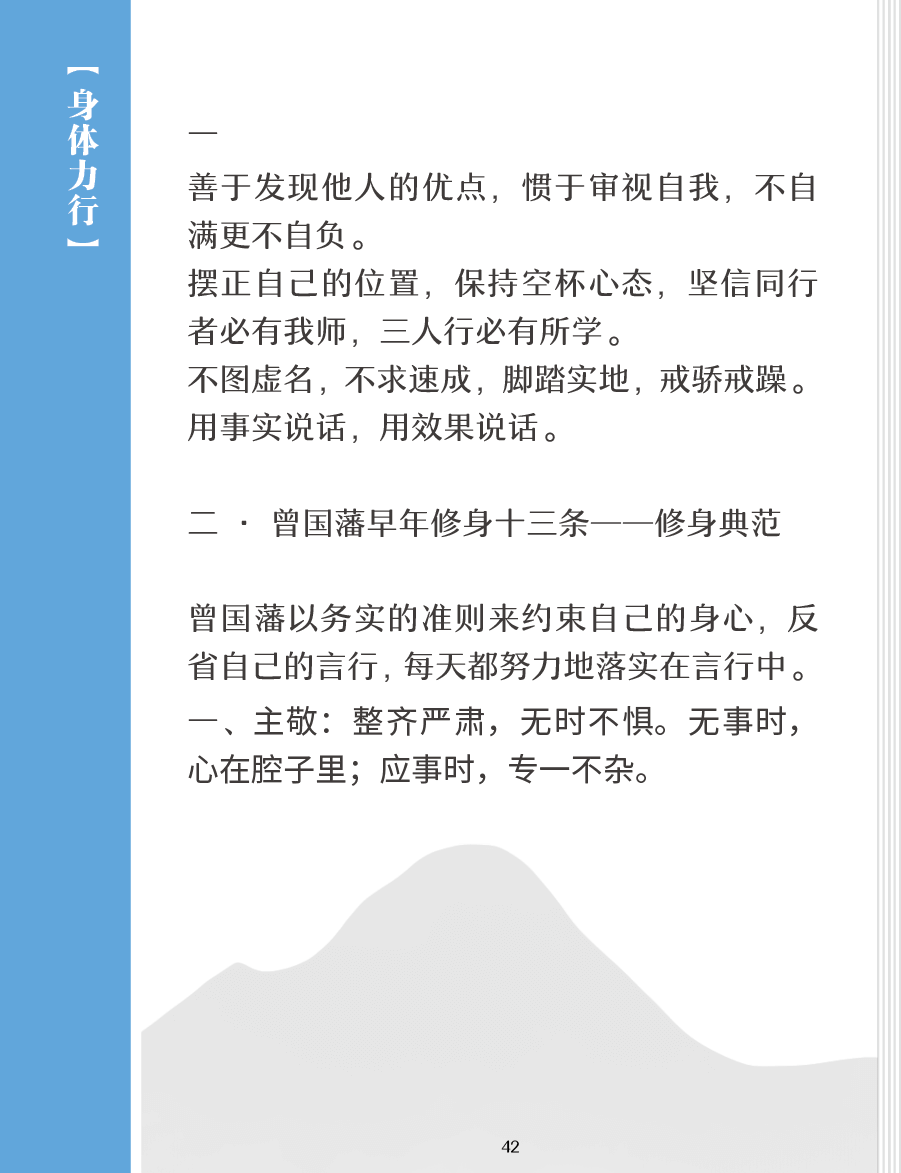 【身体力行】
一
善于发现他人的优点，惯于审视自我，不自
满更不自负。
摆正自己的位置，保持空杯心态，坚信同行
者必有我师，三人行必有所学。
不图虚名，不求速成，脚踏实地，戒骄戒躁。
用事实说话，用效果说话。
二 · 曾国藩早年修身十三条——修身典范
曾国藩以务实的准则来约束自己的身心，反
省自己的言行，每天都努力地落实在言行中。
一、主敬：整齐严肃，无时不惧。无事时，
心在腔子里；应事时，专一不杂。
42